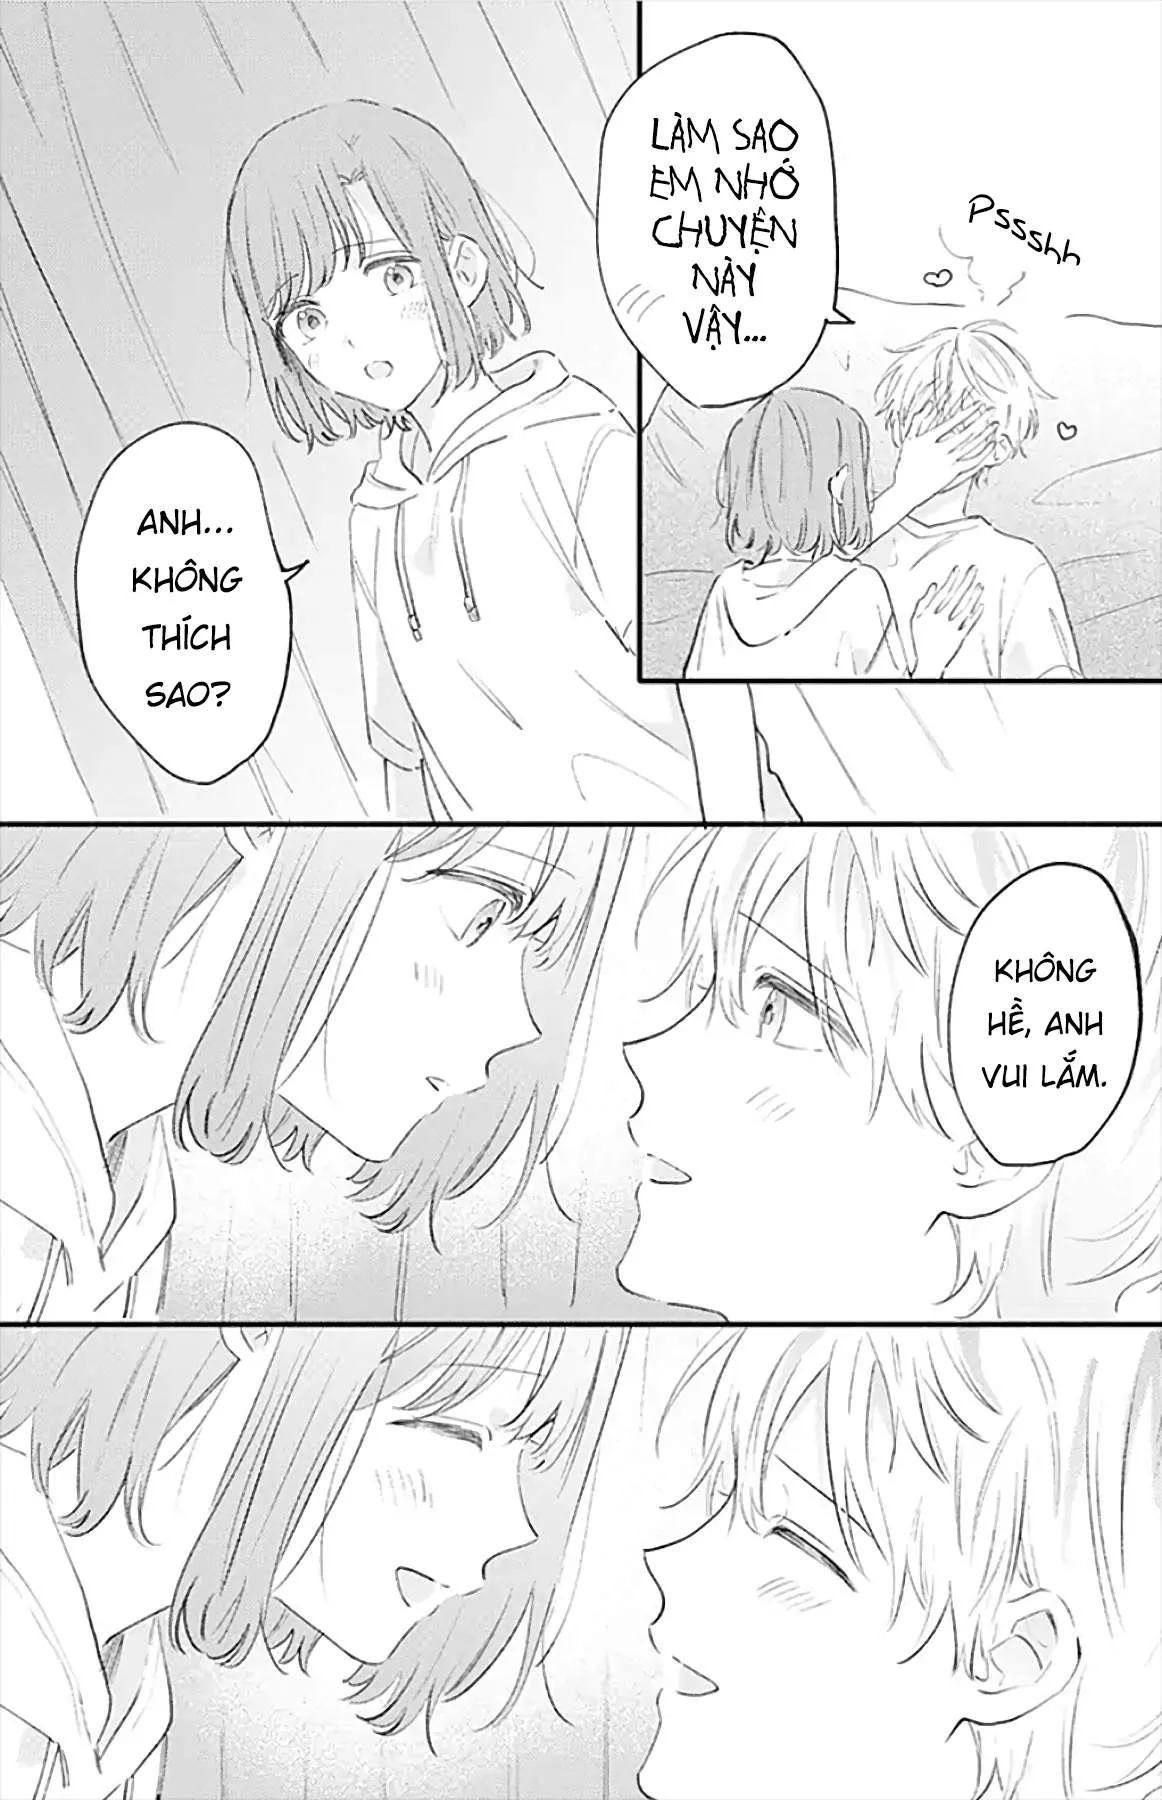 LÀM SAO
EM NHỚ
CHUYỆN
NÀY
VẬY...
Pssshh
ANH...
KHÔNG
THÍCH
SAO?
KHÔNG
HỀ, ANH
VUI LẮM.